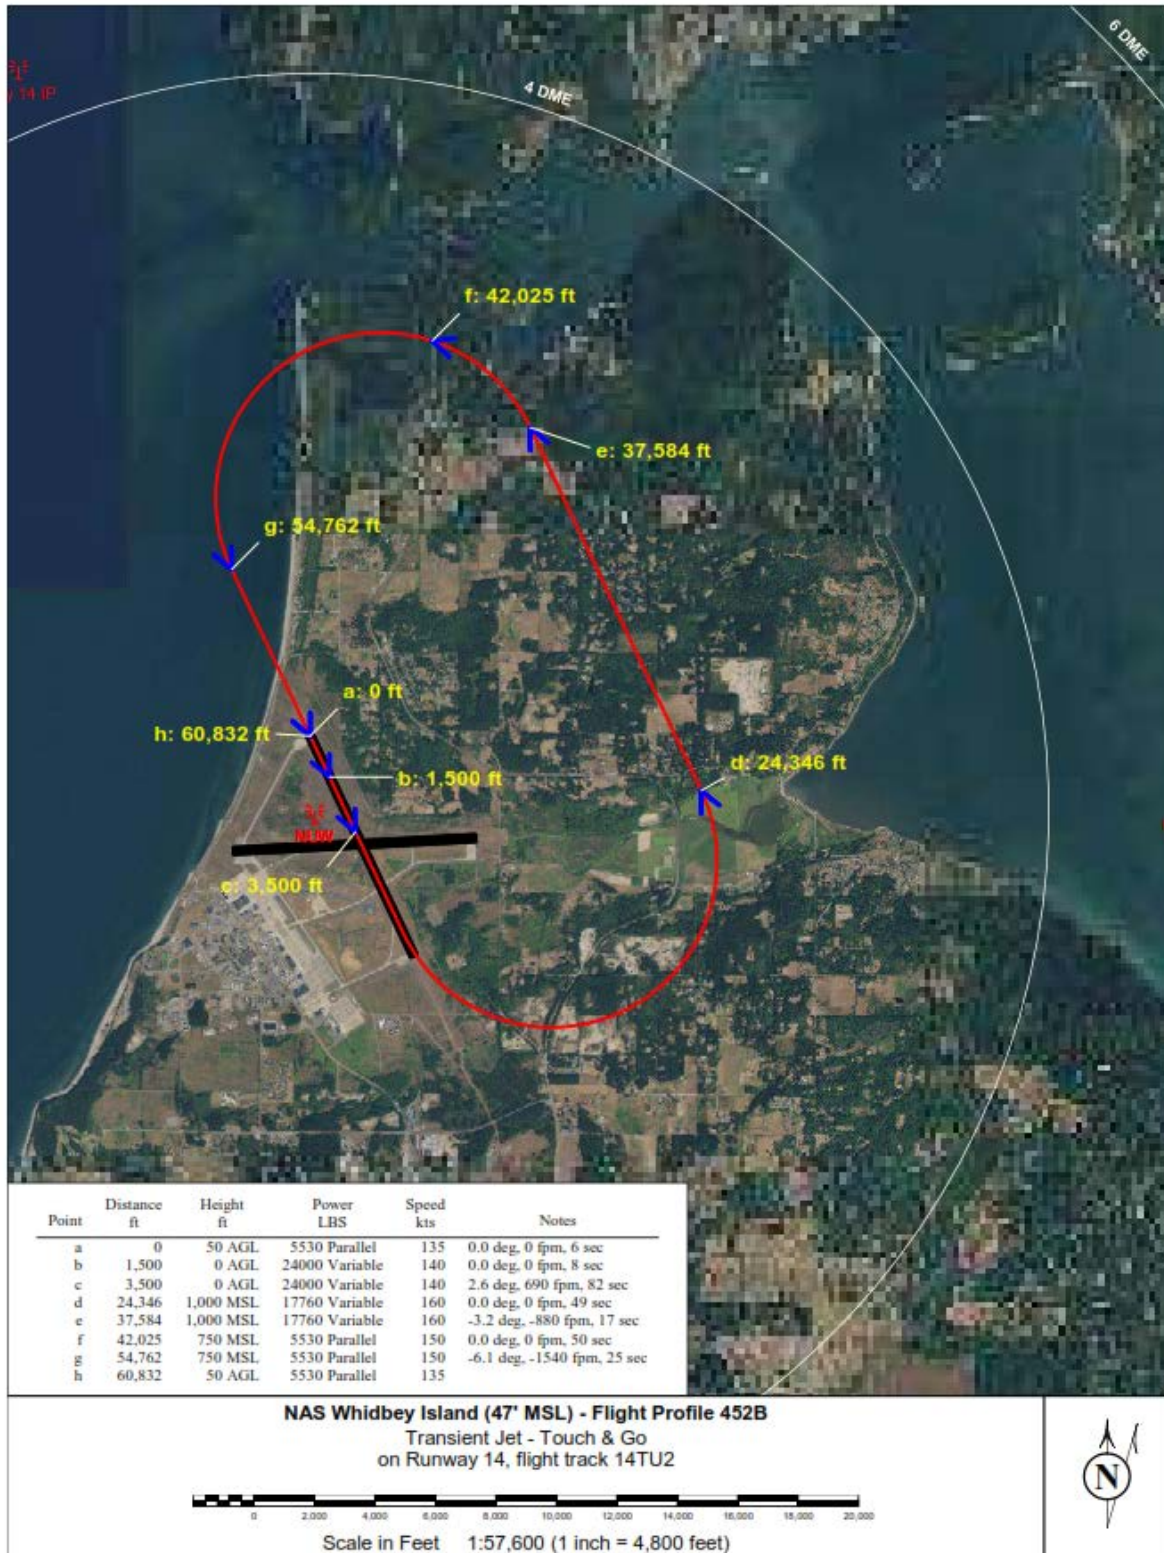 6 DME
4 DME
14 IP
f: 42,025 ft
e: 37,584 ft
g: 54,762 ft
a: 0 ft
h: 60,832 ft
d: 24,346 ft
b: 1,500 ft
NUW
c: 3,500 ft
Point Distance ft Height ft Power LBS Speed kts Notes
a 0 50 AGL 5530 Parallel 135 0.0 deg, 0 fpm, 6 sec
b 1,500 0 AGL 24000 Variable 140 0.0 deg, 0 fpm, 8 sec
c 3,500 0 AGL 24000 Variable 140 2.6 deg, 690 fpm, 82 sec
d 24,346 1,000 MSL 17760 Variable 160 0.0 deg, 0 fpm, 49 sec
e 37,584 1,000 MSL 17760 Variable 160 -3.2 deg, -880 fpm, 17 sec
f 42,025 750 MSL 5530 Parallel 150 0.0 deg, 0 fpm, 50 sec
g 54,762 750 MSL 5530 Parallel 150 -6.1 deg, -1540 fpm, 25 sec
h 60,832 50 AGL 5530 Parallel 135
NAS Whidbey Island (47' MSL) - Flight Profile 452B
Transient Jet - Touch & Go
on Runway 14, flight track 14TU2
0 2,000 4,000 6,000 8,000 10,000 12,000 14,000 16,000 18,000 20,000
Scale in Feet 1:57,600 (1 inch = 4,800 feet)
N